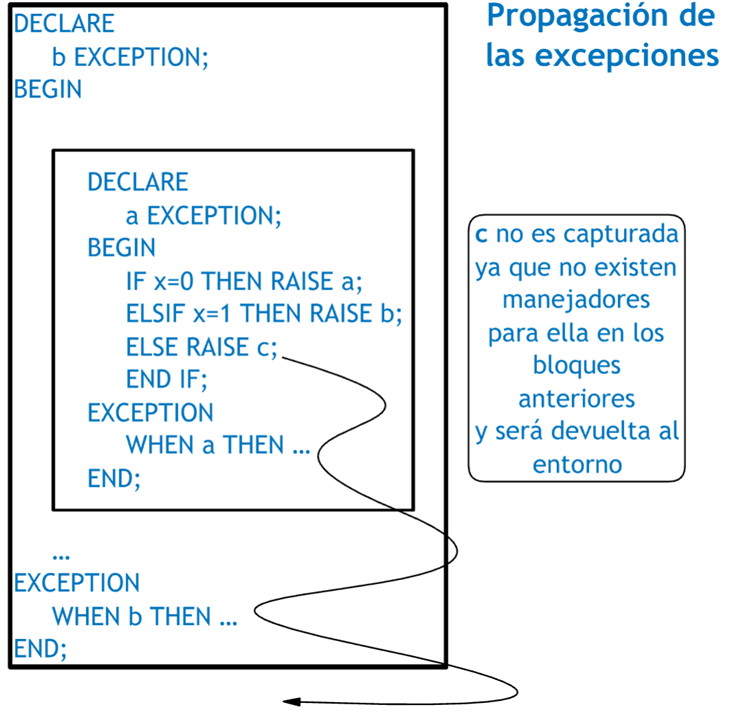 Propagación de
las excepciones
DECLARE
b EXCEPTION;
BEGIN
DECLARE
a EXCEPTION;
BEGIN
IF x=0 THEN RAISE a;
ELSIF x=1 THEN RAISE b;
ELSE RAISE c;
END IF;
EXCEPTION
WHEN a THEN ...
END;
...
EXCEPTION
WHEN b THEN ...
END;
c no es capturada
ya que no existen
manejadores
para ella en los
bloques
anteriores
y será devuelta al
entorno